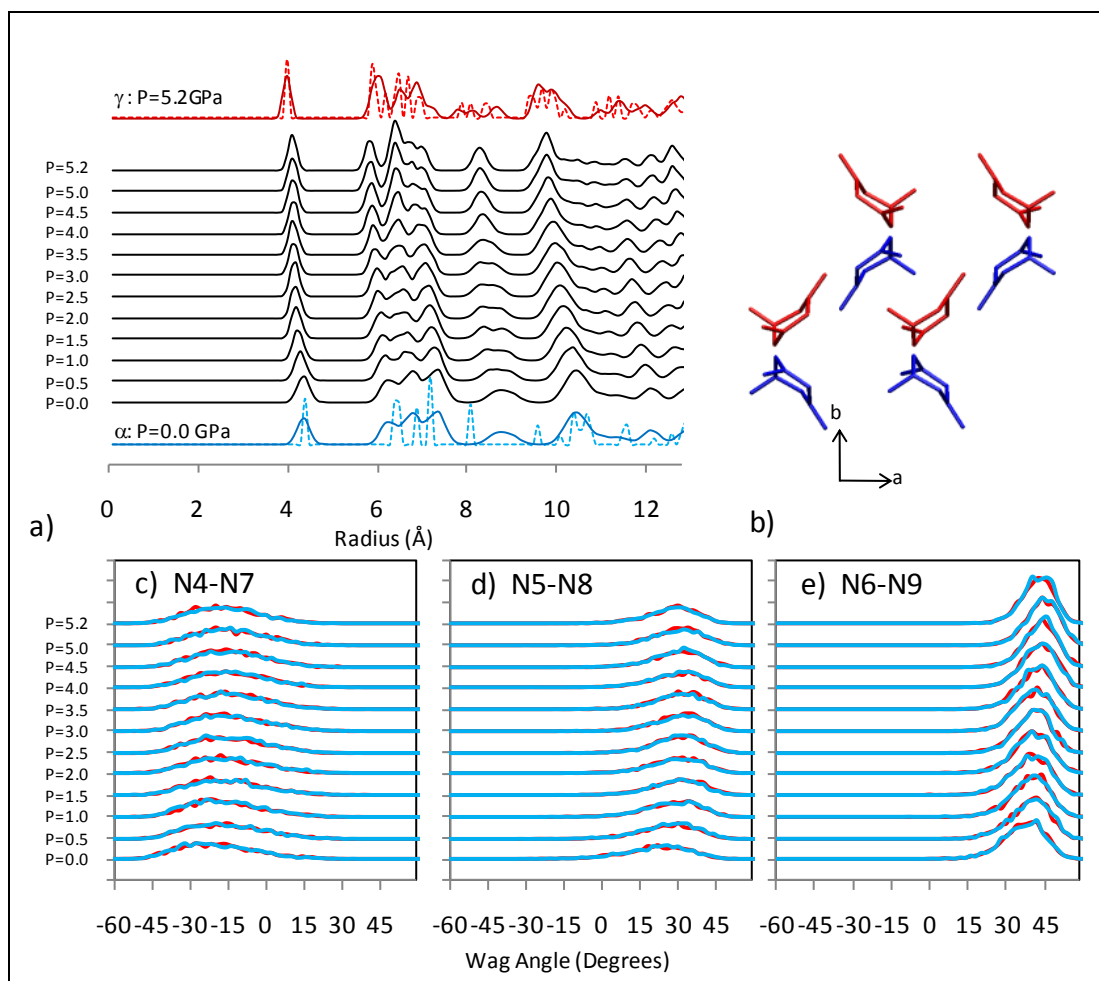 γ: P=5.2GPa
P=5.2
P=5.0
P=4.5
P=4.0
P=3.5
P=3.0
P=2.5
P=2.0
P=1.5
P=1.0
P=0.5
P=0.0
α: P=0.0 GPa
0 2 4 6 8 10 12
Radius (Å)
a)
b
a
b)
c) N4-N7
d) N5-N8
e) N6-N9
P=5.2
P=5.0
P=4.5
P=4.0
P=3.5
P=3.0
P=2.5
P=2.0
P=1.5
P=1.0
P=0.5
P=0.0
-60 -45 -30 -15 0 15 30 45
-60 -45 -30 -15 0 15 30 45
-60 -45 -30 -15 0 15 30 45
Wag Angle (Degrees)